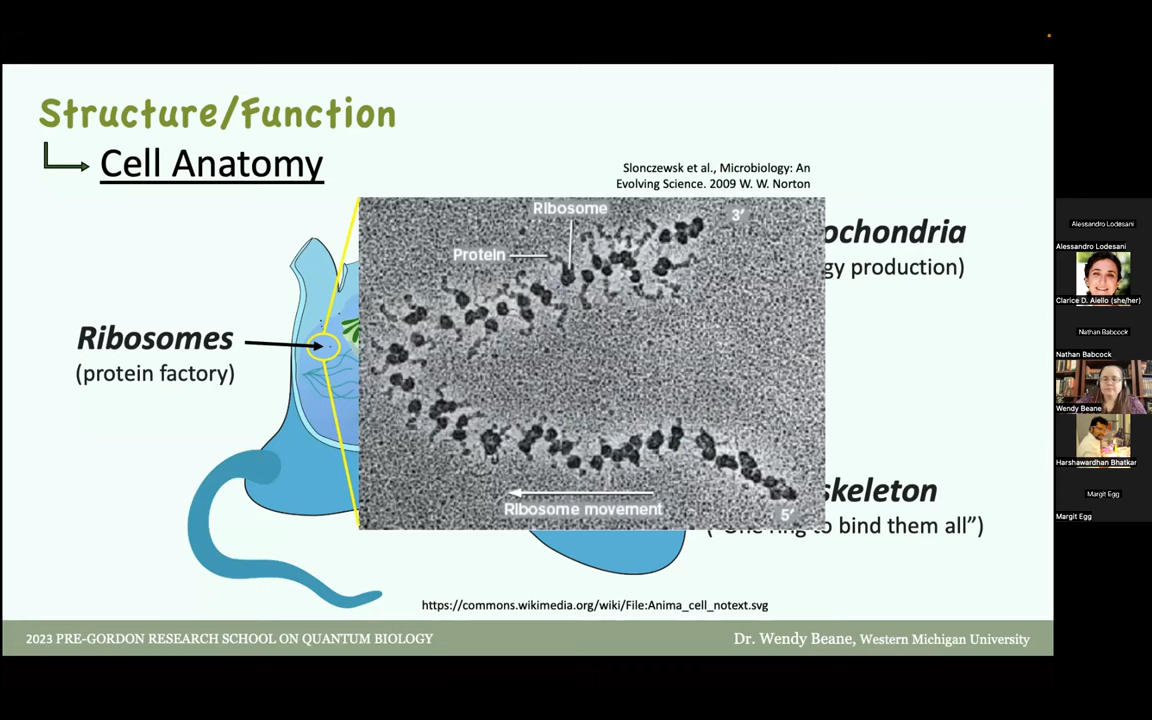 Structure/Function
Cell Anatomy
Slonczewsk et al., Microbiology: An
Evolving Science. 2009 W. W. Norton
Ribosome
3′
Protein
ochondria
gy production)
Ribosomes
(protein factory)
skeleton
Ribosome movement
5′
("One ring to bind them all”)
https://commons.wikimedia.org/wiki/File:Anima_cell_notext.svg
2023 PRE-GORDON RESEARCH SCHOOL ON QUANTUM BIOLOGY
Dr. Wendy Beane, Western Michigan University
Alessandro Lodesani
Alessandro Lodesani
Clarice D. Aiello (she/her)
Nathan Babcock
Nathan Babcock
Wendy Beane
Harshawardhan Bhatkar
Margit Egg
Margit Egg